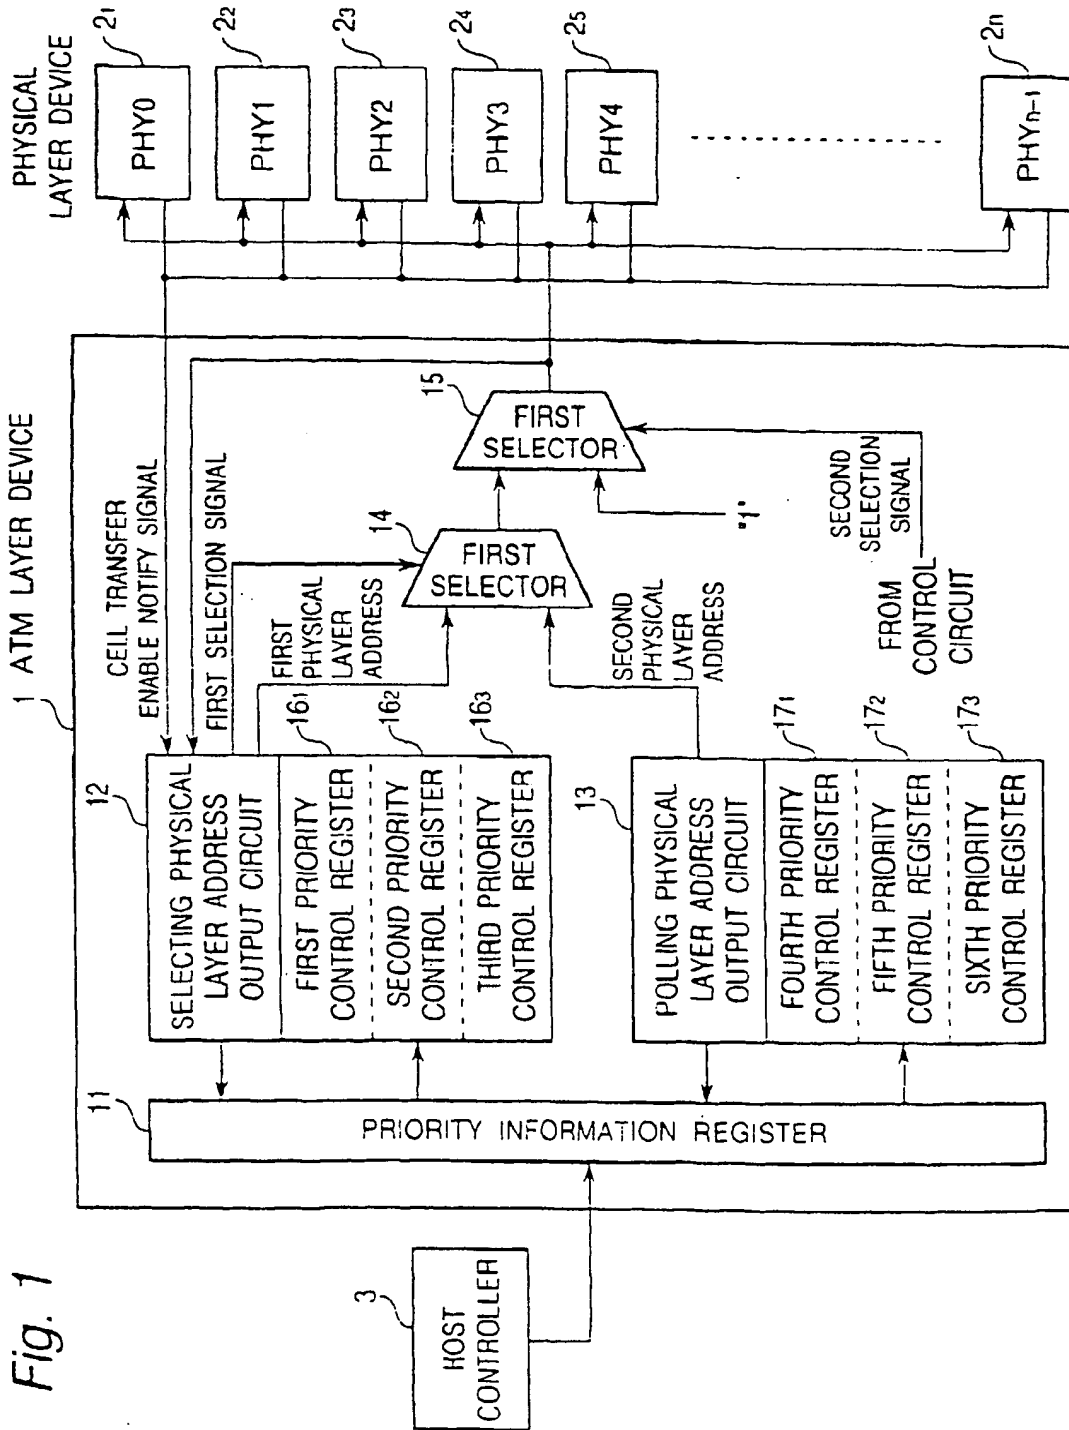 Fig. 1
1 ATM LAYER DEVICE
PHYSICAL
LAYER DEVICE
3
HOST
CONTROLLER
11
PRIORITY INFORMATION REGISTER
12
SELECTING PHYSICAL
LAYER ADDRESS
OUTPUT CIRCUIT
FIRST PRIORITY
CONTROL REGISTER
161
SECOND PRIORITY
CONTROL REGISTER
162
THIRD PRIORITY
CONTROL REGISTER
163
13
POLLING PHYSICAL
LAYER ADDRESS
OUTPUT CIRCUIT
FOURTH PRIORITY
CONTROL REGISTER
171
FIFTH PRIORITY
CONTROL REGISTER
172
SIXTH PRIORITY
CONTROL REGISTER
173
CELL TRANSFER
ENABLE NOTIFY SIGNAL
FIRST SELECTION SIGNAL
FIRST
PHYSICAL
LAYER
ADDRESS
SECOND
PHYSICAL
LAYER
ADDRESS
14
FIRST
SELECTOR
15
FIRST
SELECTOR
"1"
SECOND
SELECTION
SIGNAL
FROM
CONTROL
CIRCUIT
PHY0
21
PHY1
22
PHY2
23
PHY3
24
PHY4
25
PHYn-1
2n